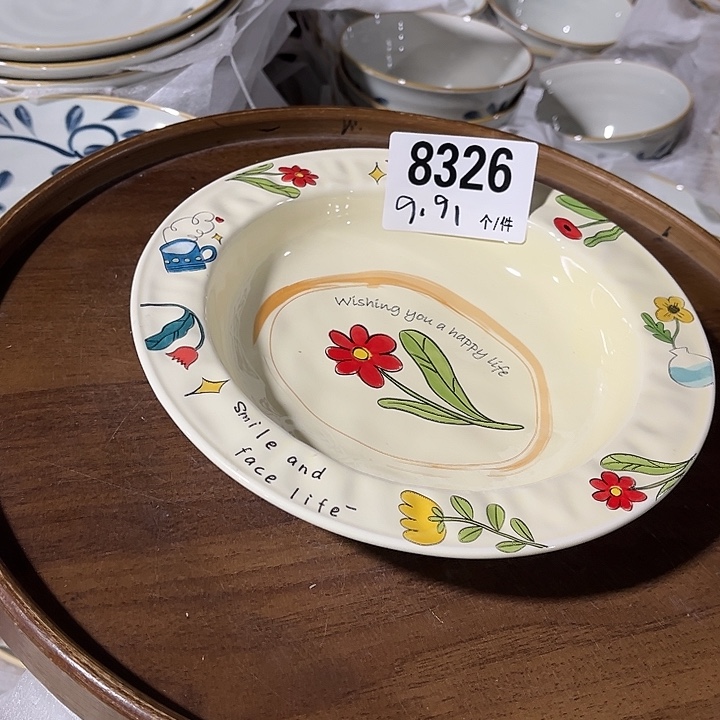 8326
9.91 个/件
Wishing you a happy life
Smile and
face life-